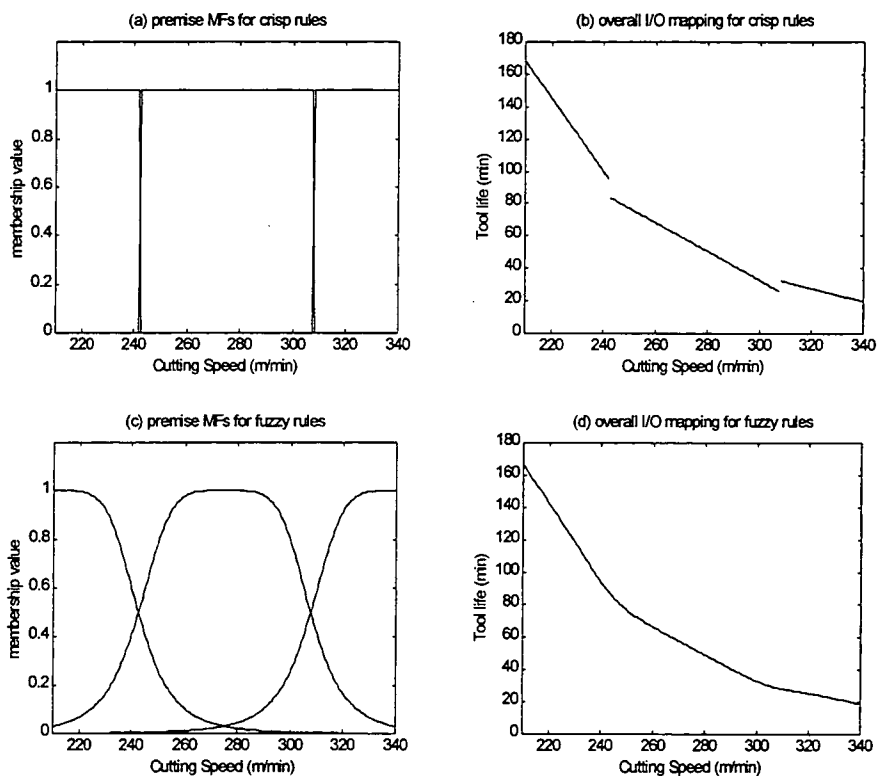 (a) premise MFs for crisp rules
membership value
1
0.8
0.6
0.4
0.2
0
220 240 260 280 300 320 340
Cutting Speed (m/min)
(b) overall I/O mapping for crisp rules
Tool life (min)
180
160
140
120
100
80
60
40
20
0
220 240 260 280 300 320 340
Cutting Speed (m/min)
(c) premise MFs for fuzzy rules
membership value
1
0.8
0.6
0.4
0.2
0
220 240 260 280 300 320 340
Cutting Speed (m/min)
(d) overall I/O mapping for fuzzy rules
Tool life (min)
180
160
140
120
100
80
60
40
20
0
220 240 260 280 300 320 340
Cutting Speed (m/min)